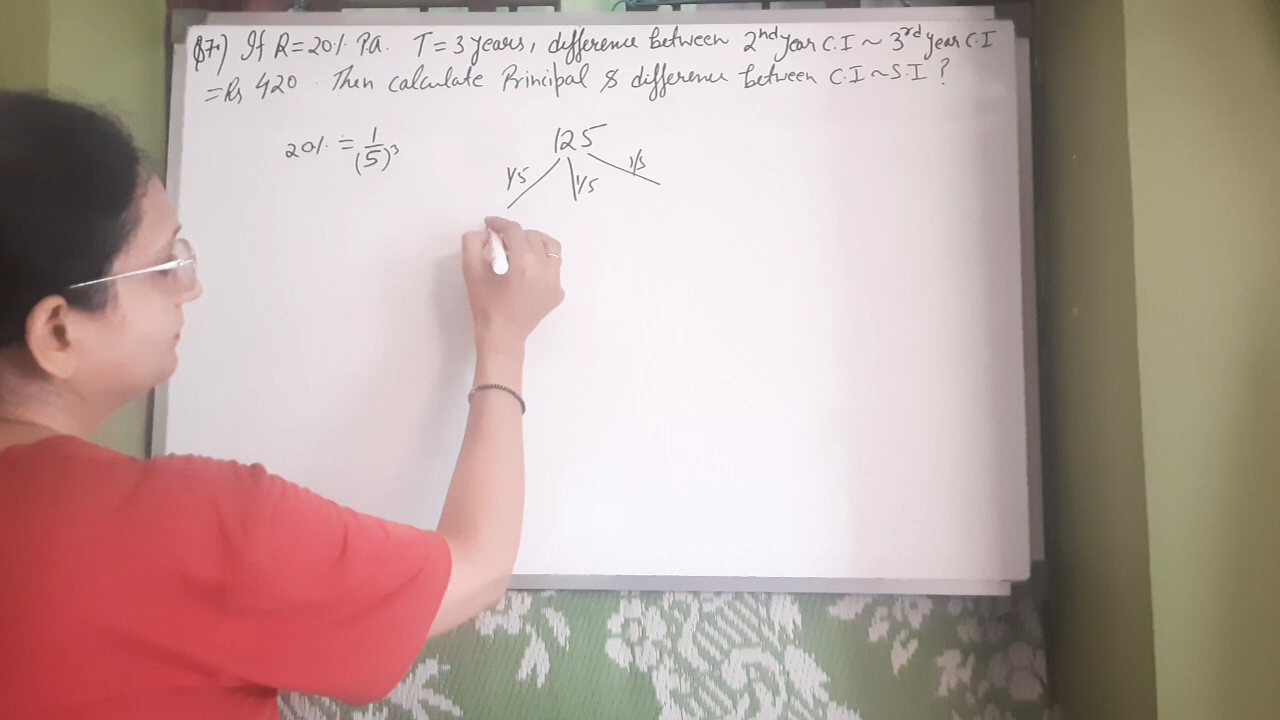 Q7.) If R=20%. P.a. T=3 years, difference between 2nd year C.I ~ 3rd year C.I
=Rs 420. Then calculate Principal & difference between C.I ~ S.I ?
20% = (1/5)³
125
1/5 1/5 1/5